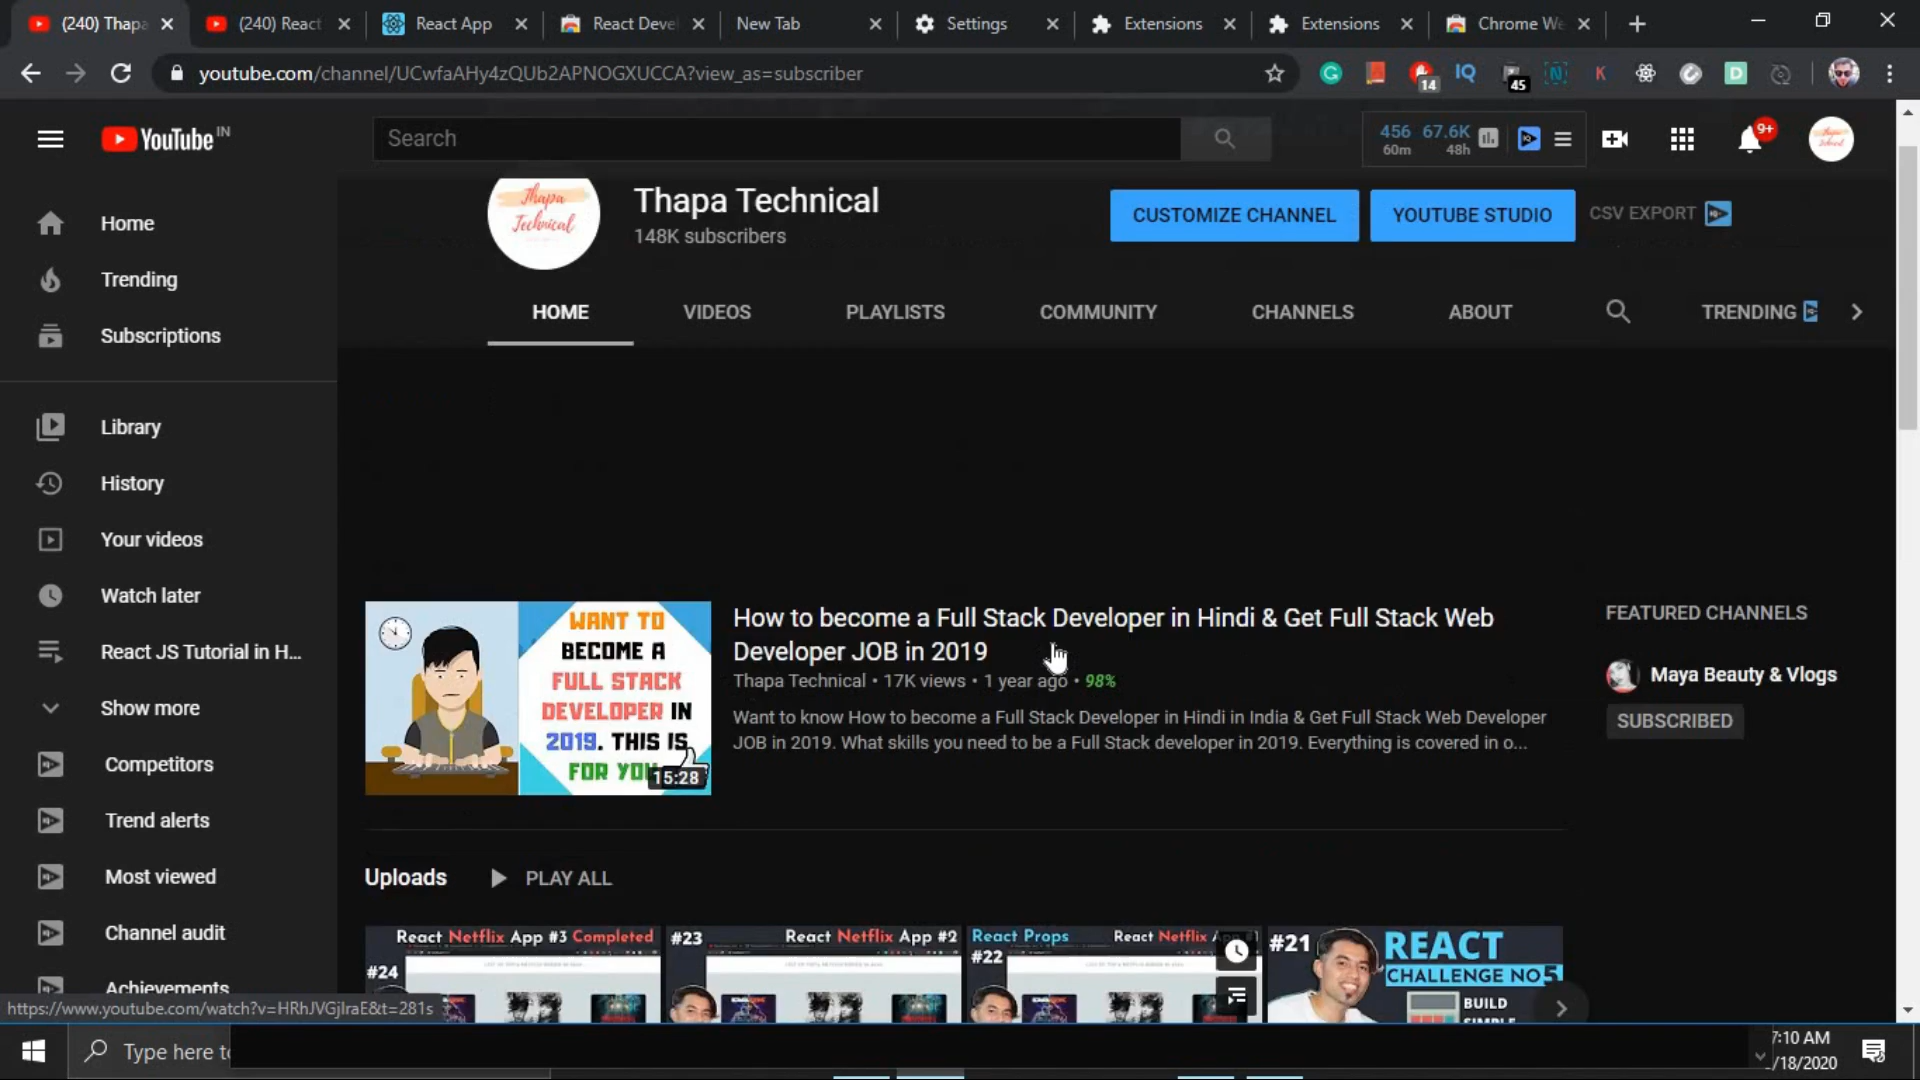 (240) Thapa
(240) React
React App
React Deve
New Tab
Settings
Extensions
Extensions
Chrome We
youtube.com/channel/UCwfaAHy4zQUb2APNOGXUCCA?view_as=subscriber
14
IQ
45
N
K
D
YouTube IN
Search
456 67.6K
60m 48h
9+
Home
Trending
Subscriptions
Library
History
Your videos
Watch later
React JS Tutorial in H...
Show more
Competitors
Trend alerts
Most viewed
Channel audit
Achievements
Thapa
Technical
Thapa Technical
148K subscribers
CUSTOMIZE CHANNEL
YOUTUBE STUDIO
CSV EXPORT
HOME
VIDEOS
PLAYLISTS
COMMUNITY
CHANNELS
ABOUT
TRENDING
WANT TO
BECOME A
FULL STACK
DEVELOPER IN
2019. THIS IS
FOR YOU
15:28
How to become a Full Stack Developer in Hindi & Get Full Stack Web
Developer JOB in 2019
Thapa Technical • 17K views • 1 year ago • 98%
Want to know How to become a Full Stack Developer in Hindi in India & Get Full Stack Web Developer
JOB in 2019. What skills you need to be a Full Stack developer in 2019. Everything is covered in o...
FEATURED CHANNELS
Maya Beauty & Vlogs
SUBSCRIBED
Uploads
PLAY ALL
React Netflix App #3 Completed
#24
#23
React Netflix App #2
React Props
React Netflix A
#22
#21
REACT
CHALLENGE NO5
BUILD
SIMPLE
https://www.youtube.com/watch?v=HRhJVGjIraE&t=281s
Type here to
7:10 AM
/18/2020